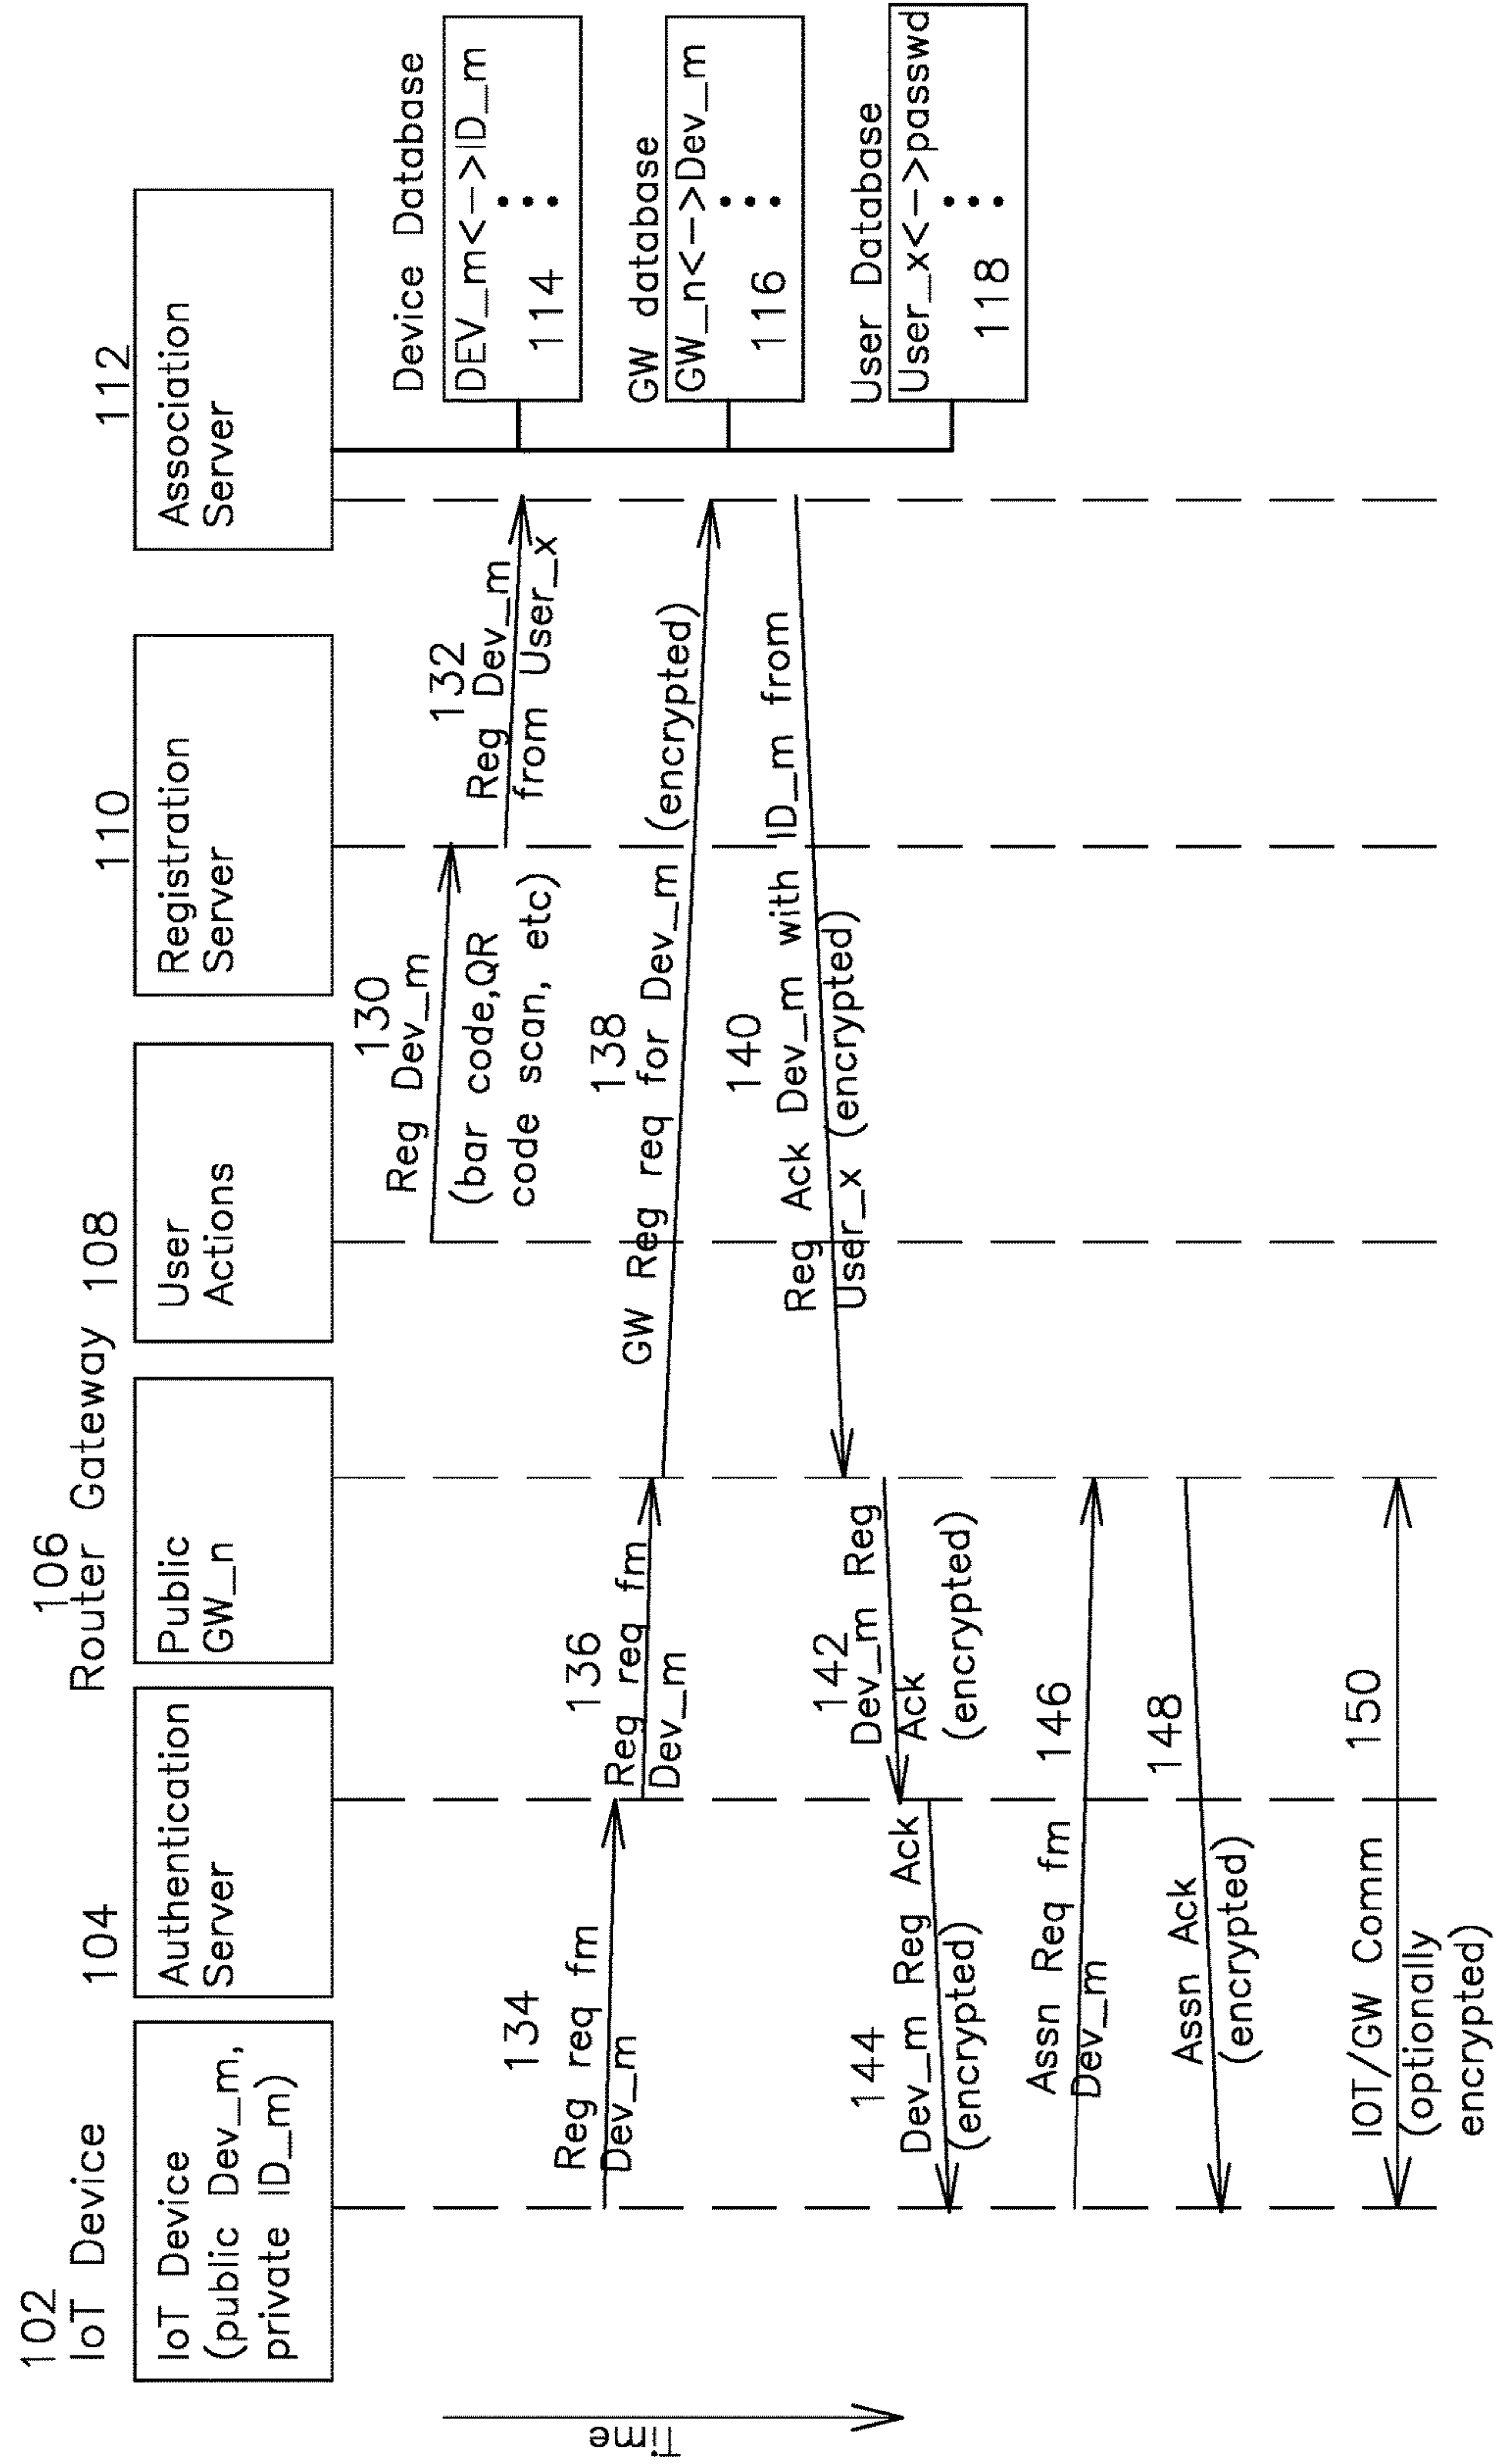 102
IoT Device
IoT Device
(public Dev_m,
private ID_m)
104
Authentication
Server
106
Router Gateway
Public
GW_n
108
User
Actions
110
Registration
Server
112
Association
Server
Device Database
DEV_m<->ID_m
114
GW database
GW_n<->Dev_m
116
User Database
User_x<->passwd
118
Time
130
Reg Dev_m
(bar code,QR
code scan, etc)
132
Reg Dev_m
from User_x
134
Reg req fm
Dev_m
136
Reg req fm
Dev_m
138
GW Reg req for Dev_m (encrypted)
140
Reg Ack Dev_m with ID_m from
User_x (encrypted)
142
Dev_m Reg
Ack
(encrypted)
144
Dev_m Reg Ack
(encrypted)
146
Assn Req fm
Dev_m
148
Assn Ack
(encrypted)
150
IOT/GW Comm
(optionally
encrypted)